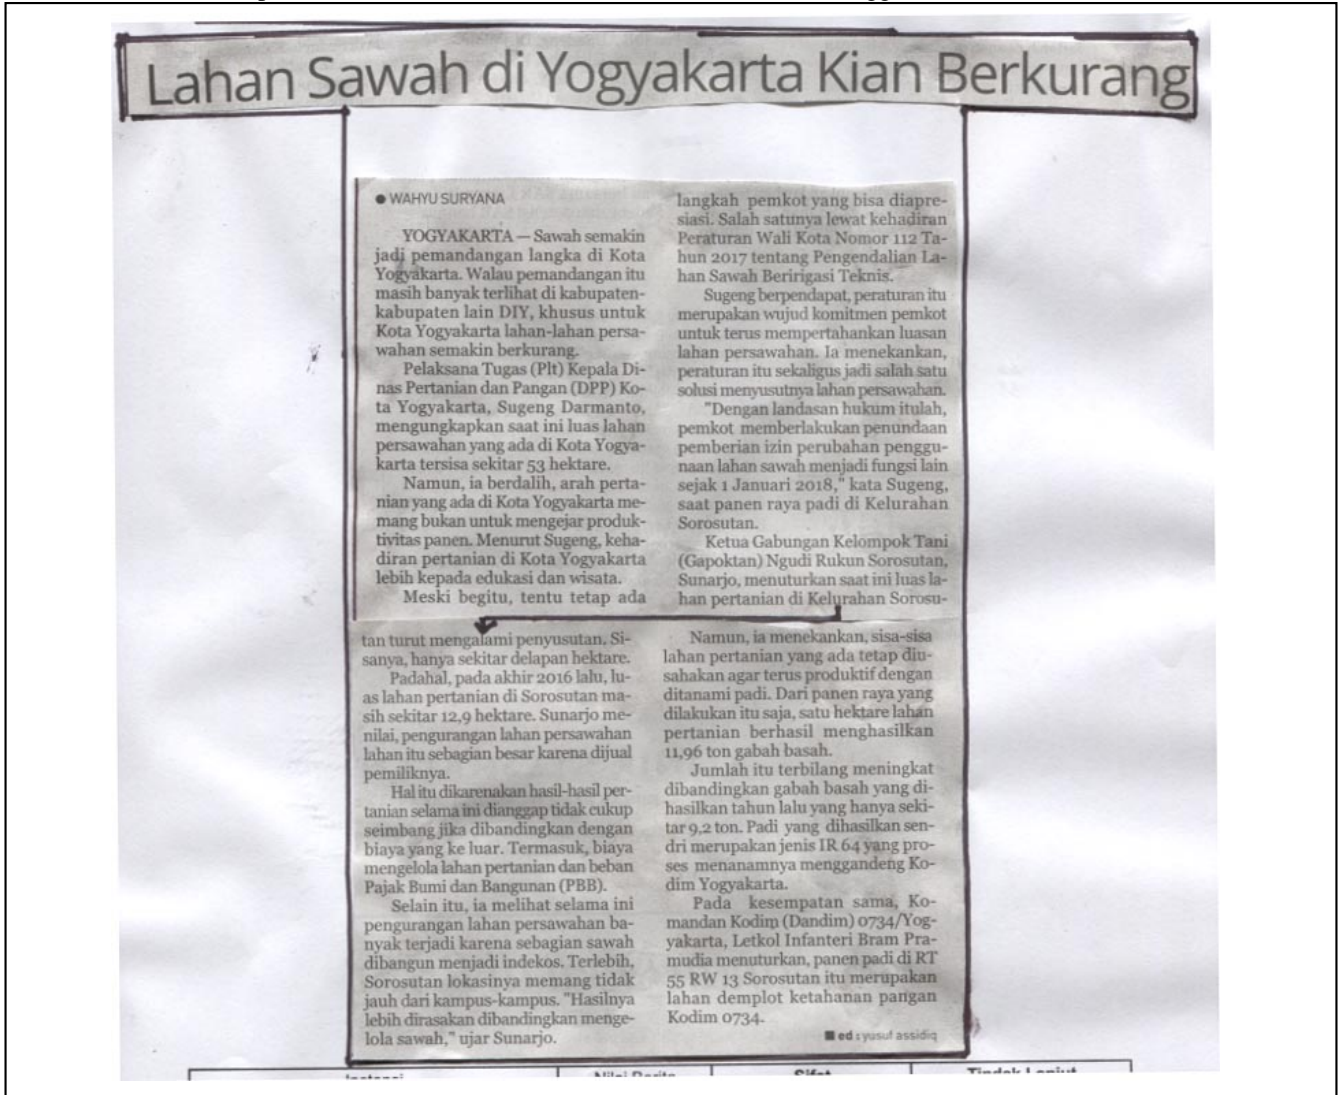 Lahan Sawah di Yogyakarta Kian Berkurang
● WAHYU SURYANA
YOGYAKARTA — Sawah semakin
jadi pemandangan langka di Kota
Yogyakarta. Walau pemandangan itu
masih banyak terlihat di kabupaten-
kabupaten lain DIY, khusus untuk
Kota Yogyakarta lahan-lahan persa-
wahan semakin berkurang.
Pelaksana Tugas (Plt) Kepala Di-
nas Pertanian dan Pangan (DPP) Ko-
ta Yogyakarta, Sugeng Darmanto,
mengungkapkan saat ini luas lahan
persawahan yang ada di Kota Yogya-
karta tersisa sekitar 53 hektare.
Namun, ia berdalih, arah perta-
nian yang ada di Kota Yogyakarta me-
mang bukan untuk mengejar produk-
tivitas panen. Menurut Sugeng, keha-
diran pertanian di Kota Yogyakarta
lebih kepada edukasi dan wisata.
Meski begitu, tentu tetap ada
langkah pemkot yang bisa diapre-
siasi. Salah satunya lewat kehadiran
Peraturan Wali Kota Nomor 112 Ta-
hun 2017 tentang Pengendalian La-
han Sawah Beririgasi Teknis.
Sugeng berpendapat, peraturan itu
merupakan wujud komitmen pemkot
untuk terus mempertahankan luasan
lahan persawahan. Ia menekankan,
peraturan itu sekaligus jadi salah satu
solusi menyusutnya lahan persawahan.
"Dengan landasan hukum itulah,
pemkot memberlakukan penundaan
pemberian izin perubahan penggu-
naan lahan sawah menjadi fungsi lain
sejak 1 Januari 2018," kata Sugeng,
saat panen raya padi di Kelurahan
Sorosutan.
Ketua Gabungan Kelompok Tani
(Gapoktan) Ngudi Rukun Sorosutan,
Sunarjo, menuturkan saat ini luas la-
han pertanian di Kelurahan Sorosu-
tan turut mengalami penyusutan. Si-
sanya, hanya sekitar delapan hektare.
Padahal, pada akhir 2016 lalu, lu-
as lahan pertanian di Sorosutan ma-
sih sekitar 12,9 hektare. Sunarjo me-
nilai, pengurangan lahan persawahan
lahan itu sebagian besar karena dijual
pemiliknya.
Hal itu dikarenakan hasil-hasil per-
tanian selama ini dianggap tidak cukup
seimbang jika dibandingkan dengan
biaya yang ke luar. Termasuk, biaya
mengelola lahan pertanian dan beban
Pajak Bumi dan Bangunan (PBB).
Selain itu, ia melihat selama ini
pengurangan lahan persawahan ba-
nyak terjadi karena sebagian sawah
dibangun menjadi indekos. Terlebih,
Sorosutan lokasinya memang tidak
jauh dari kampus-kampus. "Hasilnya
lebih dirasakan dibandingkan menge-
lola sawah," ujar Sunarjo.
Namun, ia menekankan, sisa-sisa
lahan pertanian yang ada tetap diu-
sahakan agar terus produktif dengan
ditanami padi. Dari panen raya yang
dilakukan itu saja, satu hektare lahan
pertanian berhasil menghasilkan
11,96 ton gabah basah.
Jumlah itu terbilang meningkat
dibandingkan gabah basah yang di-
hasilkan tahun lalu yang hanya seki-
tar 9,2 ton. Padi yang dihasilkan sen-
dri merupakan jenis IR 64 yang pro-
ses menanamnya menggandeng Ko-
dim Yogyakarta.
Pada kesempatan sama, Ko-
mandan Kodim (Dandim) 0734/Yog-
yakarta, Letkol Infanteri Bram Pra-
mudia menuturkan, panen padi di RT
55 RW 13 Sorosutan itu merupakan
lahan demplot ketahanan pangan
Kodim 0734.
■ ed : yusuf assidiq